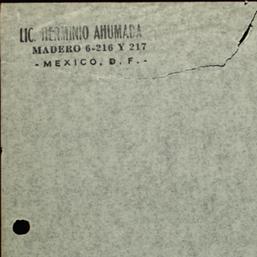 LIC. HERMINIO AHUMADA
MADERO 6-216 Y 217
- MEXICO, D. F. -